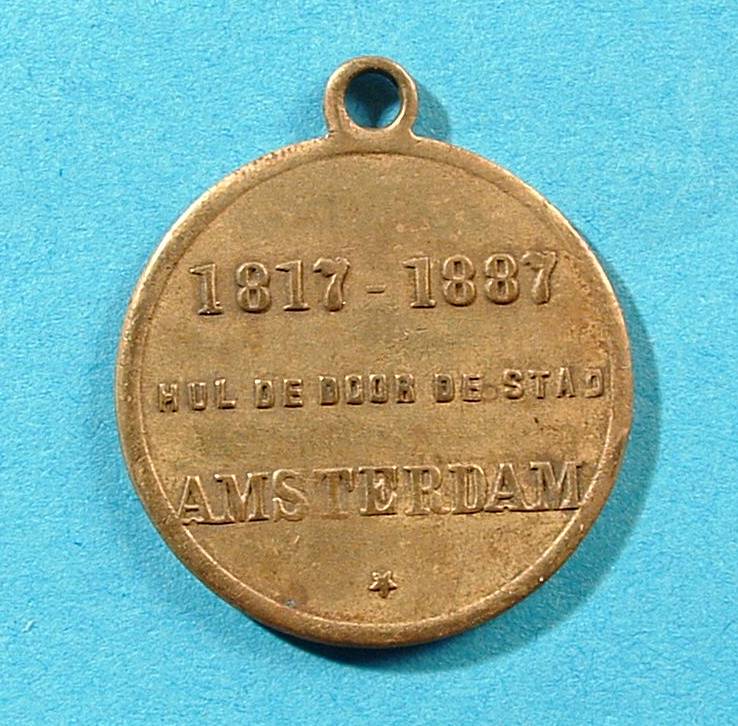 1817-1887
HUL DE DOOR DE STAD
AMSTERDAM